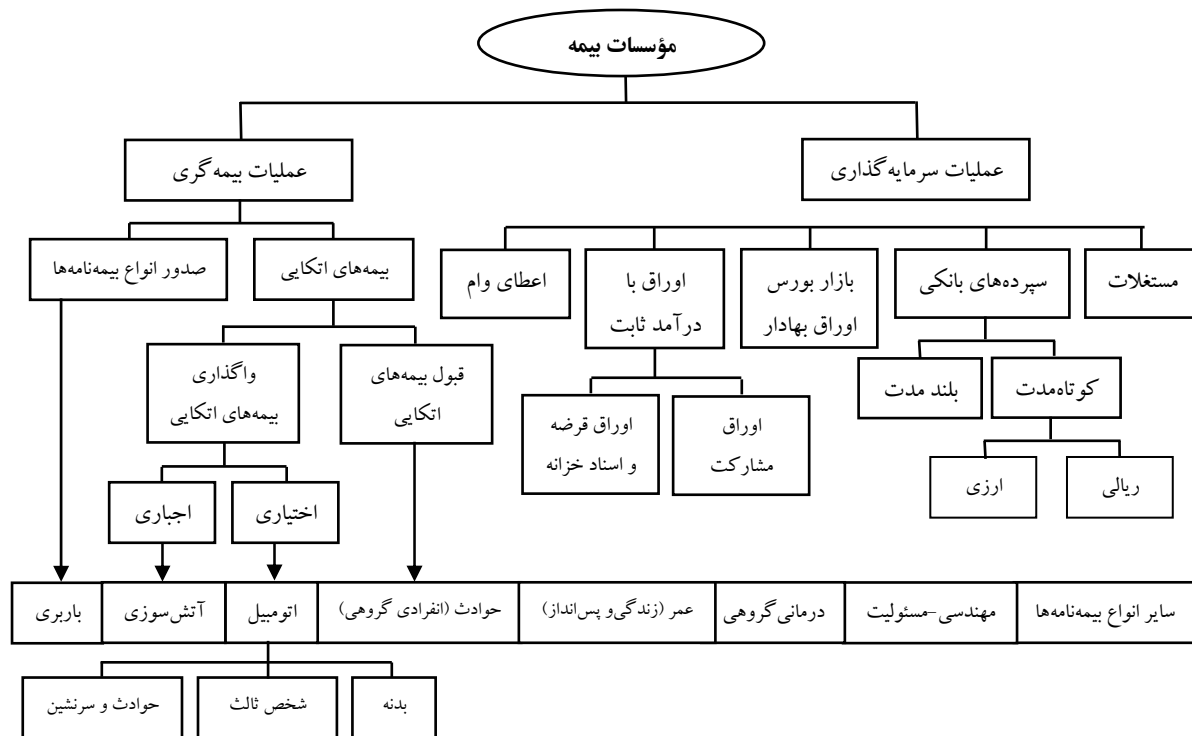 مؤسسات بیمه
عملیات سرمایه‌گذاری
عملیات بیمه‌گری
مستغلات
سپرده‌های بانکی
بازار بورس
اوراق بهادار
اوراق با
درآمد ثابت
اعطای وام
بیمه‌های اتکایی
صدور انواع بیمه‌نامه‌ها
کوتاه‌مدت
بلند مدت
اوراق
مشارکت
اوراق قرضه
و اسناد خزانه
قبول بیمه‌های
اتکایی
واگذاری
بیمه‌های اتکایی
ریالی
ارزی
اختیاری
اجباری
سایر انواع بیمه‌نامه‌ها
مهندسی-مسئولیت
درمانی‌گروهی
عمر (زندگی‌و پس‌انداز)
حوادث (انفرادی گروهی)
اتومبیل
آتش‌سوزی
باربری
بدنه
شخص ثالث
حوادث و سرنشین